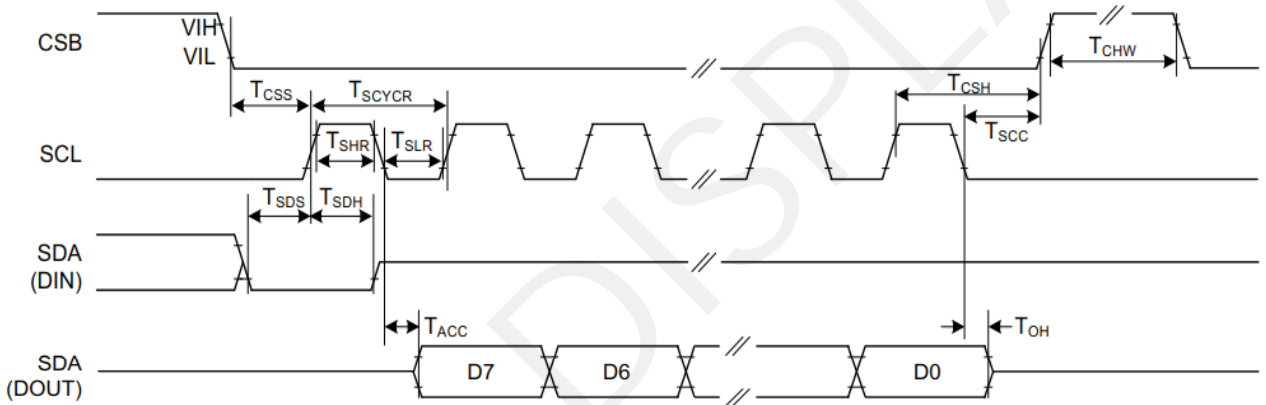 CSB
VIH
VIL
TCHW
TCSS
TSCYCR
TCSH
TSCC
SCL
TSHR
TSLR
TSDS
TSDH
SDA
(DIN)
TACC
TOH
SDA
(DOUT)
D7
D6
D0
DISPLA